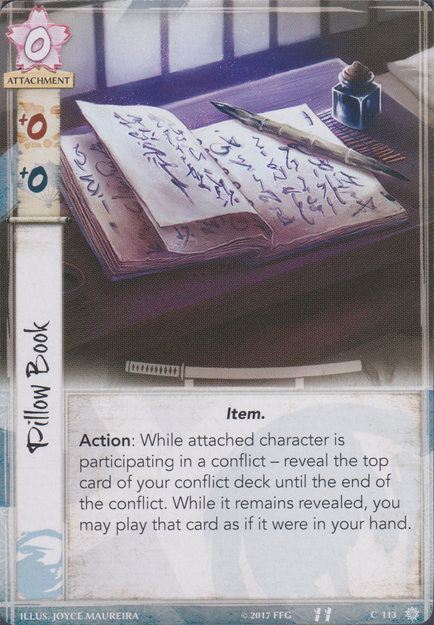 0
ATTACHMENT
+0
+0
Pillow Book
Item.
Action: While attached character is
participating in a conflict – reveal the top
card of your conflict deck until the end of
the conflict. While it remains revealed, you
may play that card as if it were in your hand.
ILLUS. JOYCE MAUREIRA
© 2017 FFG
C 113